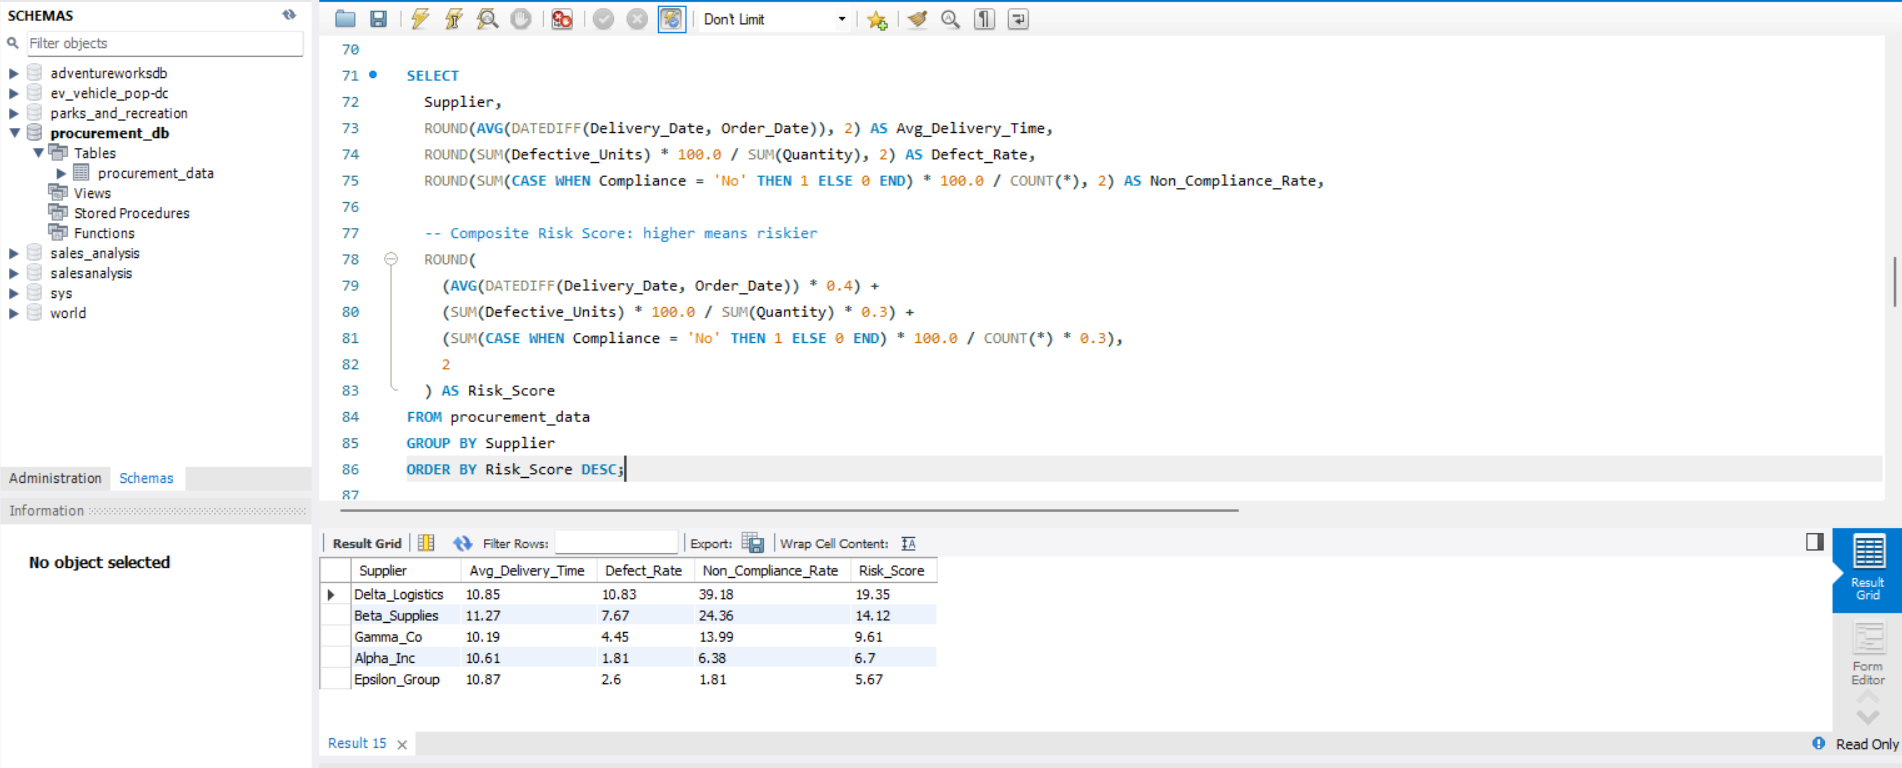 SCHEMAS
Filter objects
adventureworksdb
ev_vehicle_pop-dc
parks_and_recreation
procurement_db
Tables
procurement_data
Views
Stored Procedures
Functions
sales_analysis
salesanalysis
sys
world
Administration Schemas
Information
No object selected
Don't Limit
70
71 SELECT
72 Supplier,
73 ROUND(AVG(DATEDIFF(Delivery_Date, Order_Date)), 2) AS Avg_Delivery_Time,
74 ROUND(SUM(Defective_Units) * 100.0 / SUM(Quantity), 2) AS Defect_Rate,
75 ROUND(SUM(CASE WHEN Compliance = 'No' THEN 1 ELSE 0 END) * 100.0 / COUNT(*), 2) AS Non_Compliance_Rate,
76
77 -- Composite Risk Score: higher means riskier
78 ROUND(
79 (AVG(DATEDIFF(Delivery_Date, Order_Date)) * 0.4) +
80 (SUM(Defective_Units) * 100.0 / SUM(Quantity) * 0.3) +
81 (SUM(CASE WHEN Compliance = 'No' THEN 1 ELSE 0 END) * 100.0 / COUNT(*) * 0.3),
82 2
83 ) AS Risk_Score
84 FROM procurement_data
85 GROUP BY Supplier
86 ORDER BY Risk_Score DESC;
87
Result Grid Filter Rows: Export: Wrap Cell Content:
Supplier Avg_Delivery_Time Defect_Rate Non_Compliance_Rate Risk_Score
Delta_Logistics 10.85 10.83 39.18 19.35
Beta_Supplies 11.27 7.67 24.36 14.12
Gamma_Co 10.19 4.45 13.99 9.61
Alpha_Inc 10.61 1.81 6.38 6.7
Epsilon_Group 10.87 2.6 1.81 5.67
Result
Grid
Form
Editor
Result 15
Read Only